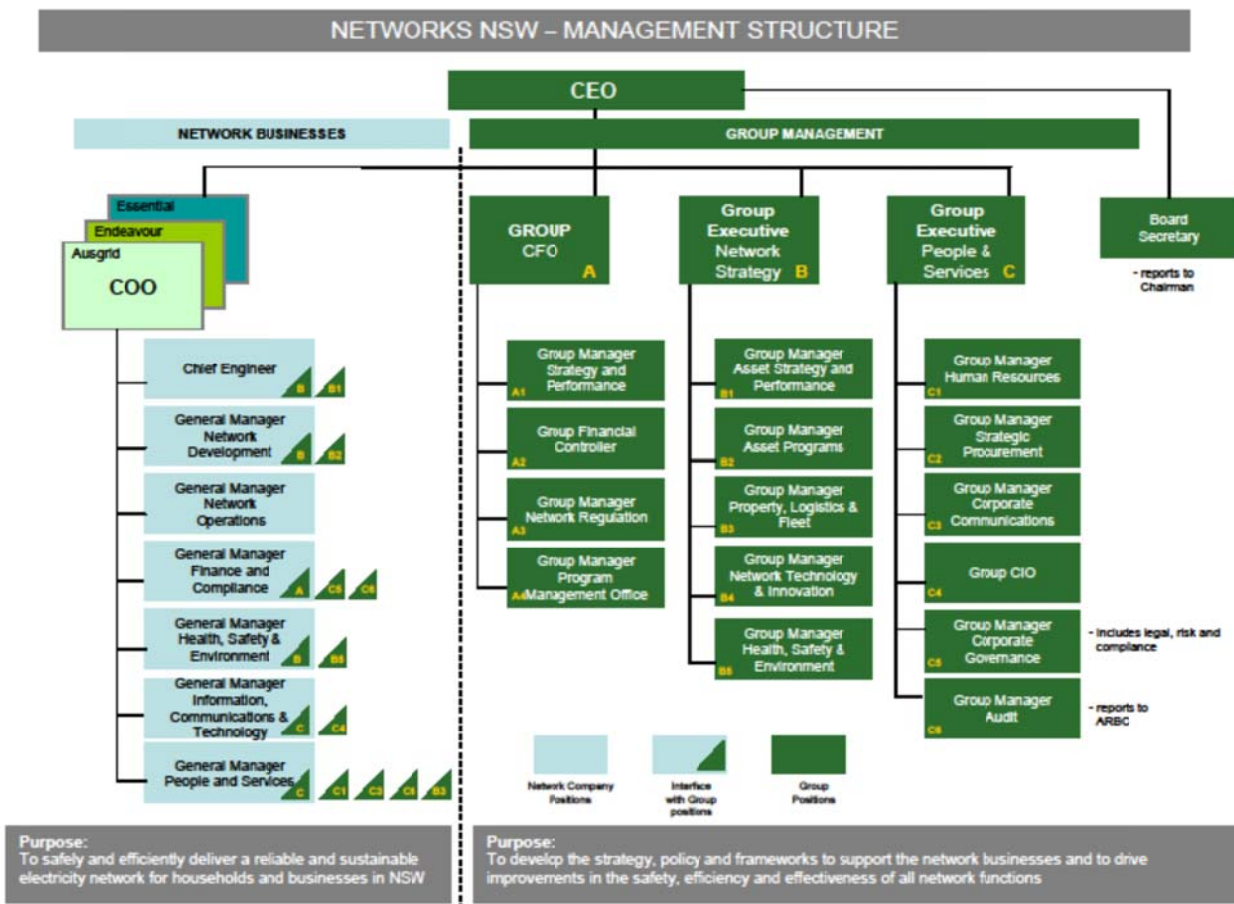 NETWORKS NSW – MANAGEMENT STRUCTURE
CEO
NETWORK BUSINESSES
GROUP MANAGEMENT
Essential
Endeavour
Ausgrid
COO
Chief Engineer
B
B1
General Manager
Network
Development
B
B2
General Manager
Network
Operations
General Manager
Finance and
Compliance
A
C5
C6
General Manager
Health, Safety &
Environment
B
B5
General Manager
Information,
Communications &
Technology
C
C4
General Manager
People and Services
C
C1
C3
B3
GROUP
CFO
A
Group Manager
Strategy and
Performance
A1
Group Financial
Controller
A2
Group Manager
Network Regulation
A3
Group Manager
Program
Management Office
A4
Group
Executive
Network
Strategy B
Group Manager
Asset Strategy and
Performance
B1
Group Manager
Asset Programs
B2
Group Manager
Property, Logistics &
Fleet
B3
Group Manager
Network Technology
& Innovation
B4
Group Manager
Health, Safety &
Environment
B5
Group
Executive
People &
Services C
Group Manager
Human Resources
C1
Group Manager
Strategic
Procurement
C2
Group Manager
Corporate
Communications
C3
Group CIO
C4
Group Manager
Corporate
Governance
C5
- includes legal, risk and
compliance
Group Manager
Audit
C6
- reports to
ARBC
Board
Secretary
- reports to
Chairman
Network Company
Positions
Interface
with Group
positions
Group
Positions
Purpose:
To safely and efficiently deliver a reliable and sustainable
electricity network for households and businesses in NSW
Purpose:
To develop the strategy, policy and frameworks to support the network businesses and to drive
improvements in the safety, efficiency and effectiveness of all network functions